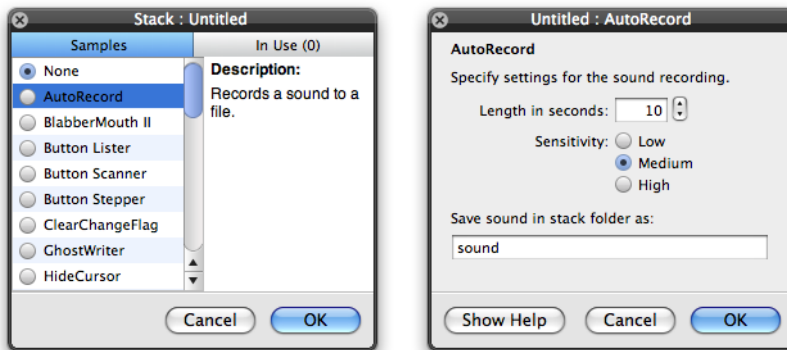 Stack : Untitled
Samples
In Use (0)
None
AutoRecord
BlabberMouth II
Button Lister
Button Scanner
Button Stepper
ClearChangeFlag
GhostWriter
HideCursor
Description:
Records a sound to a
file.
Cancel
OK
Untitled : AutoRecord
AutoRecord
Specify settings for the sound recording.
Length in seconds: 10
Sensitivity: Low
Medium
High
Save sound in stack folder as:
sound
Show Help
Cancel
OK